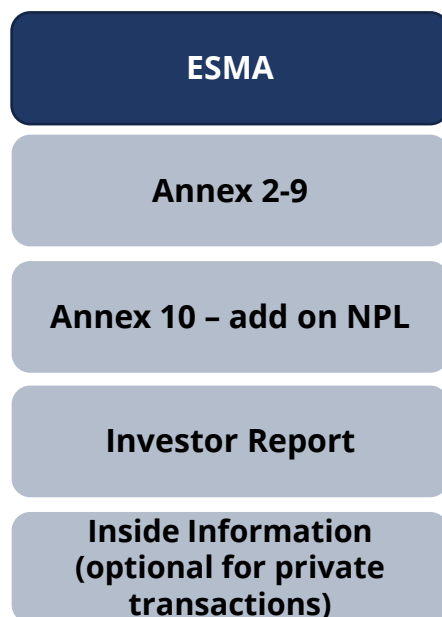 ESMA
Annex 2-9
Annex 10 – add on NPL
Investor Report
Inside Information
(optional for private
transactions)